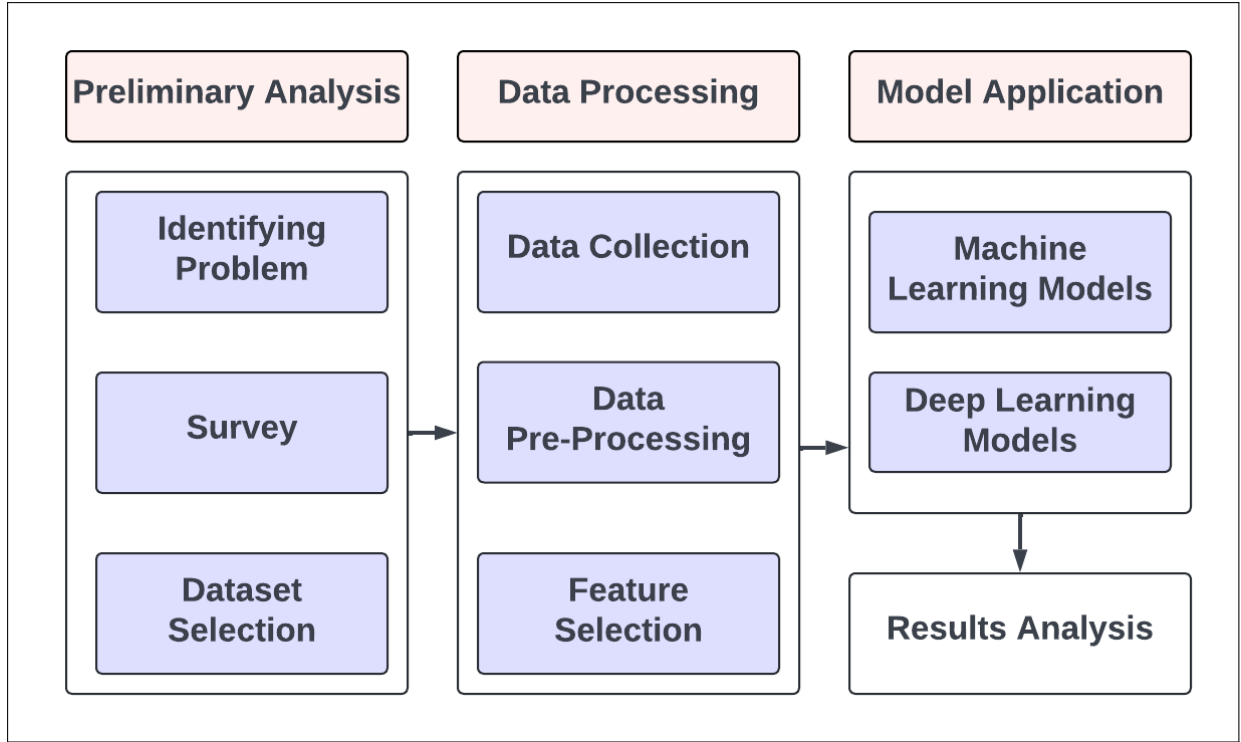 Preliminary Analysis
Identifying
Problem
Survey
Dataset
Selection
Data Processing
Data Collection
Data
Pre-Processing
Feature
Selection
Model Application
Machine
Learning Models
Deep Learning
Models
Results Analysis